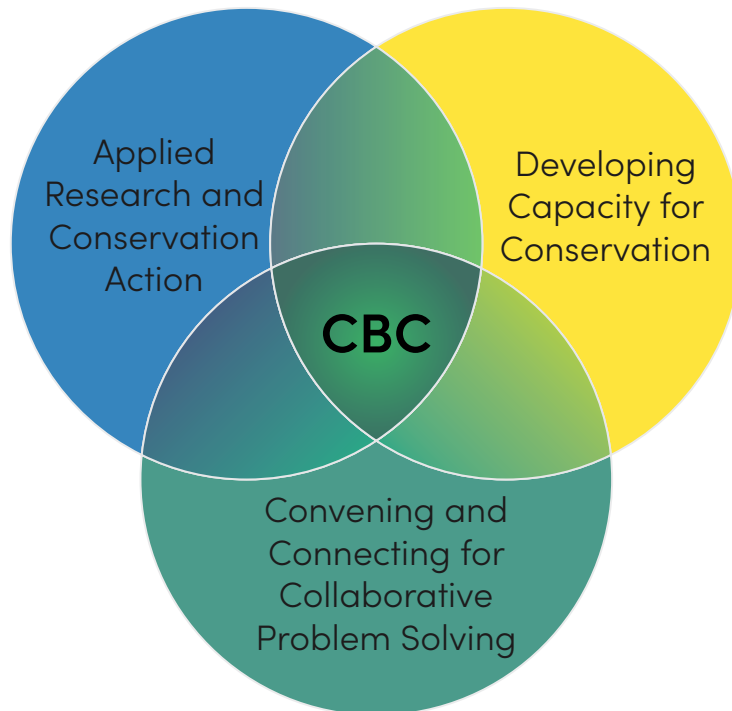 Applied
Research and
Conservation
Action
Developing
Capacity for
Conservation
CBC
Convening and
Connecting for
Collaborative
Problem Solving